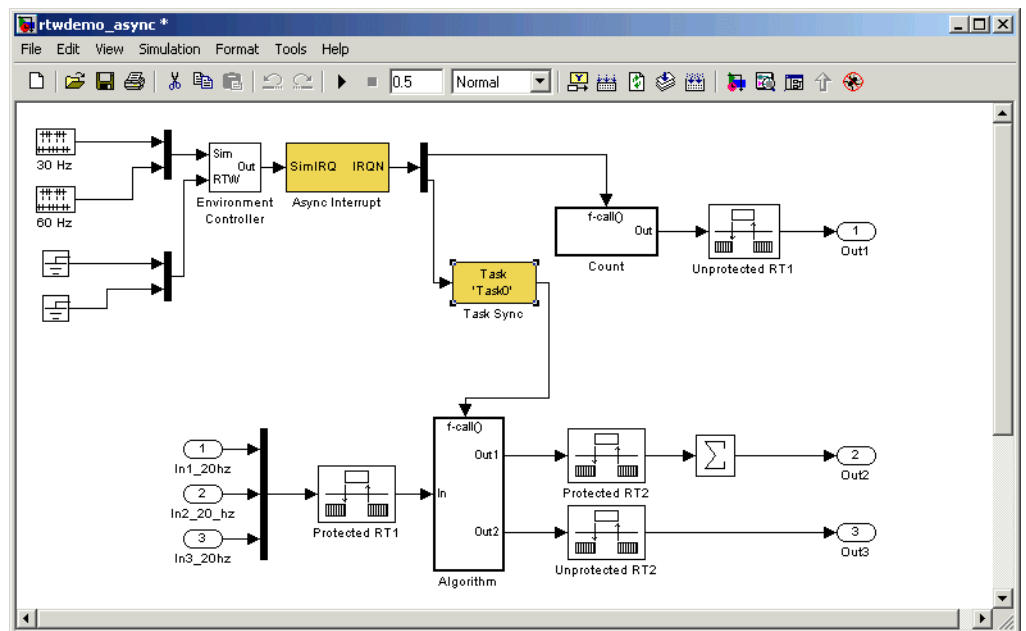 rtwdemo_async *
File Edit View Simulation Format Tools Help
0.5 Normal
30 Hz
60 Hz
Sim
Out
RTW
Environment
Controller
SimIRQ IRQN
Async Interrupt
f-call()
Out
Count
Unprotected RT1
1
Out1
Task
'Task0'
Task Sync
1
In1_20hz
2
In2_20_hz
3
In3_20hz
Protected RT1
f-call()
Out1
In
Out2
Algorithm
Protected RT2
Σ
2
Out2
Unprotected RT2
3
Out3